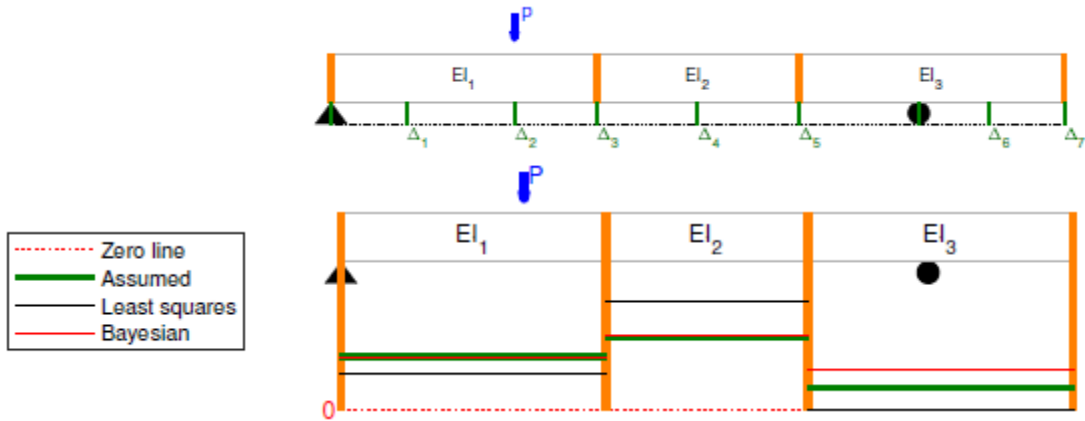 P
EI₁ EI₂ EI₃
Δ₁ Δ₂ Δ₃ Δ₄ Δ₅ Δ₆ Δ₇
P
EI₁ EI₂ EI₃
Zero line
Assumed
Least squares
Bayesian
0